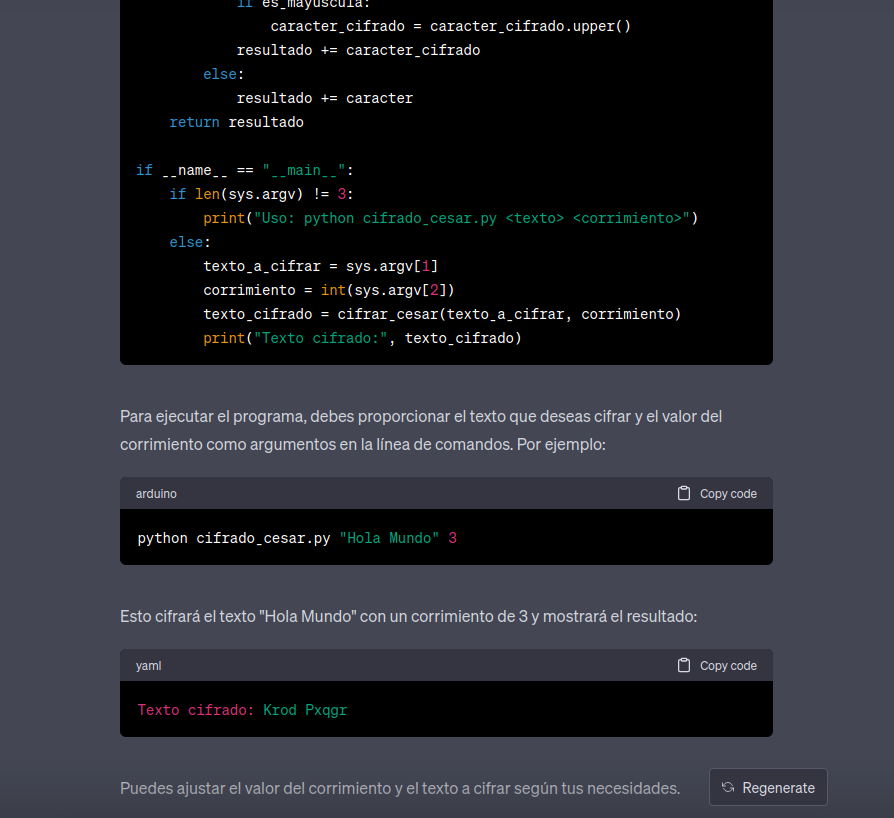 if es_mayuscula:
caracter_cifrado = caracter_cifrado.upper()
resultado += caracter_cifrado
else:
resultado += caracter
return resultado
if __name__ == "__main__":
if len(sys.argv) != 3:
print("Uso: python cifrado_cesar.py <texto> <corrimiento>")
else:
texto_a_cifrar = sys.argv[1]
corrimiento = int(sys.argv[2])
texto_cifrado = cifrar_cesar(texto_a_cifrar, corrimiento)
print("Texto cifrado:", texto_cifrado)
Para ejecutar el programa, debes proporcionar el texto que deseas cifrar y el valor del
corrimiento como argumentos en la línea de comandos. Por ejemplo:
arduino Copy code
python cifrado_cesar.py "Hola Mundo" 3
Esto cifrará el texto "Hola Mundo" con un corrimiento de 3 y mostrará el resultado:
yaml Copy code
Texto cifrado: Krod Pxqgr
Puedes ajustar el valor del corrimiento y el texto a cifrar según tus necesidades.
Regenerate